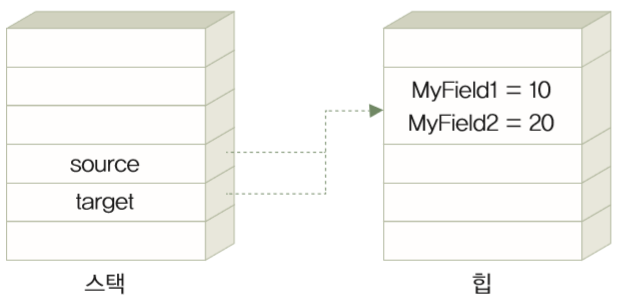 MyField1 = 10
MyField2 = 20
source
target
스택
힙